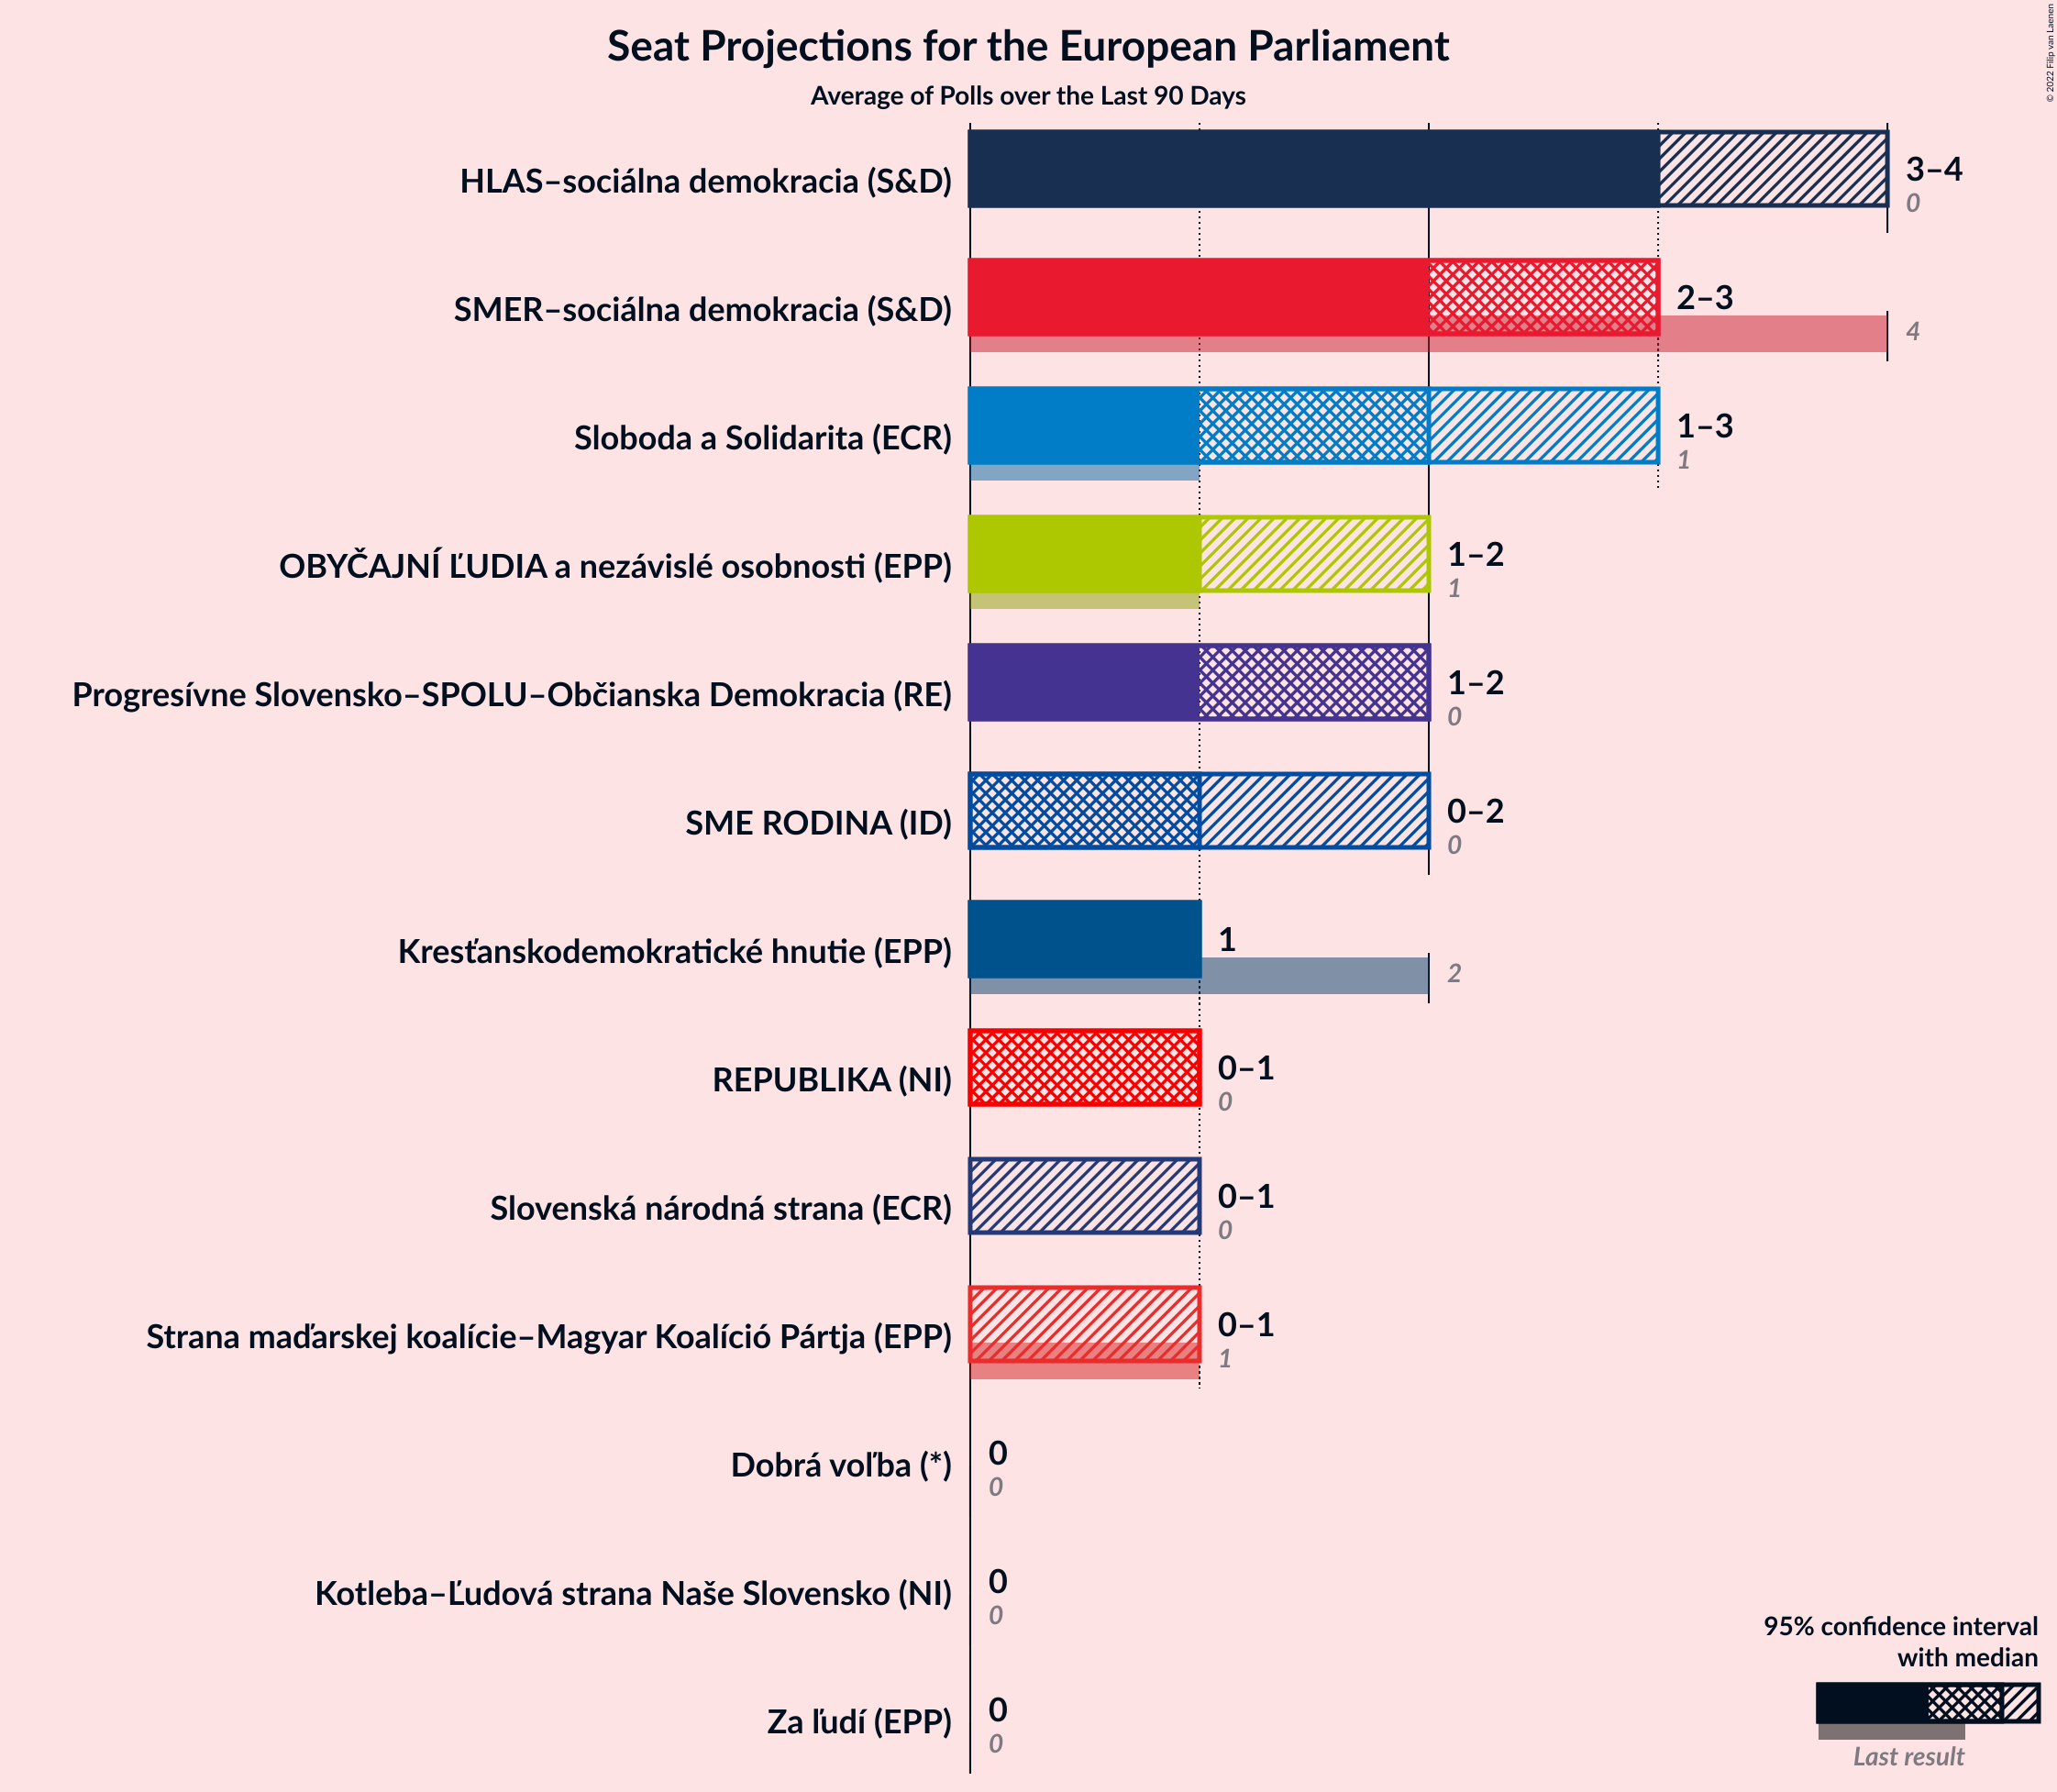 Seat Projections for the European Parliament
Average of Polls over the Last 90 Days
© 2022 Filip van Laenen
HLAS–sociálna demokracia (S&D)
3–4
0
SMER–sociálna demokracia (S&D)
2–3
4
Sloboda a Solidarita (ECR)
1–3
1
OBYČAJNÍ ĽUDIA a nezávislé osobnosti (EPP)
1–2
1
Progresívne Slovensko–SPOLU–Občianska Demokracia (RE)
1–2
0
SME RODINA (ID)
0–2
0
Kresťanskodemokratické hnutie (EPP)
1
2
REPUBLIKA (NI)
0–1
0
Slovenská národná strana (ECR)
0–1
0
Strana maďarskej koalície–Magyar Koalíció Pártja (EPP)
0–1
1
Dobrá voľba (*)
0
0
Kotleba–Ľudová strana Naše Slovensko (NI)
0
0
Za ľudí (EPP)
0
0
95% confidence interval
with median
Last result